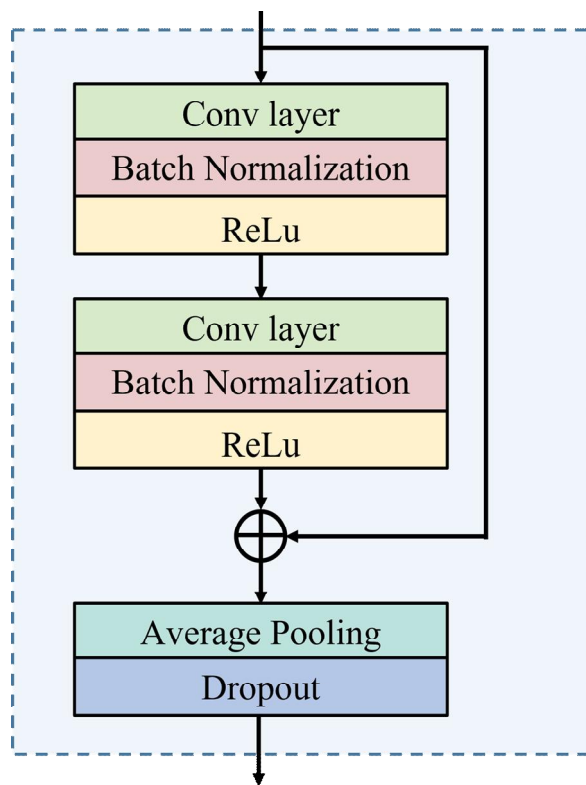 Conv layer
Batch Normalization
ReLu
Conv layer
Batch Normalization
ReLu
Average Pooling
Dropout